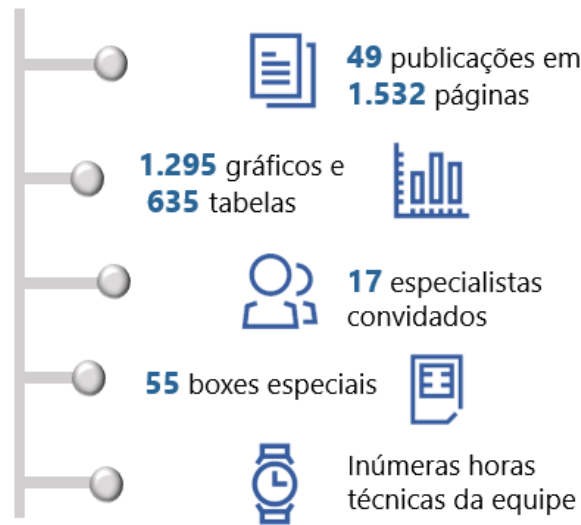 49 publicações em
1.532 páginas
1.295 gráficos e
635 tabelas
17 especialistas
convidados
55 boxes especiais
Inúmeras horas
técnicas da equipe